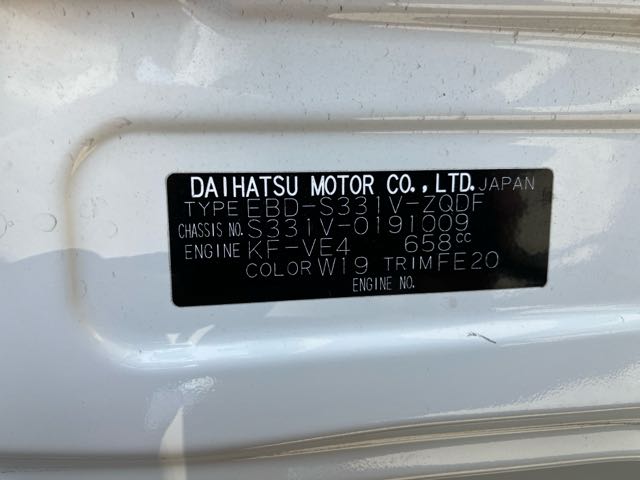 DAIHATSU MOTOR CO., LTD. JAPAN
TYPE EBD-S331V-ZQDF
CHASSIS NO. S331V-0191009
ENGINE KF-VE4 658cc
COLOR W19 TRIM FE20
ENGINE NO.